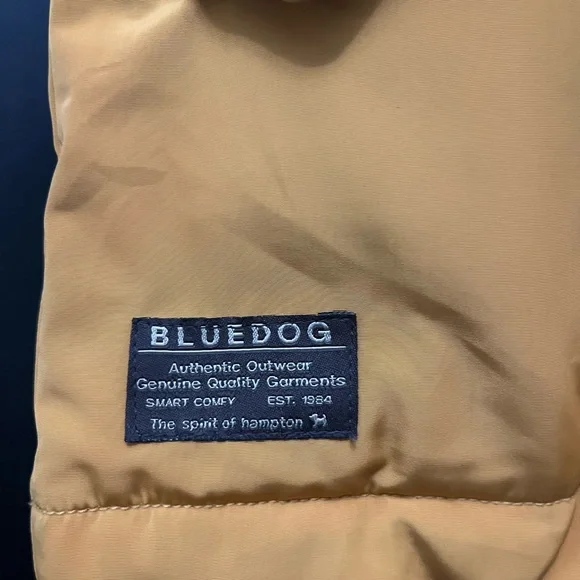 BLUEDOG
Authentic Outwear
Genuine Quality Garments
SMART COMFY EST. 1984
The spirit of hampton